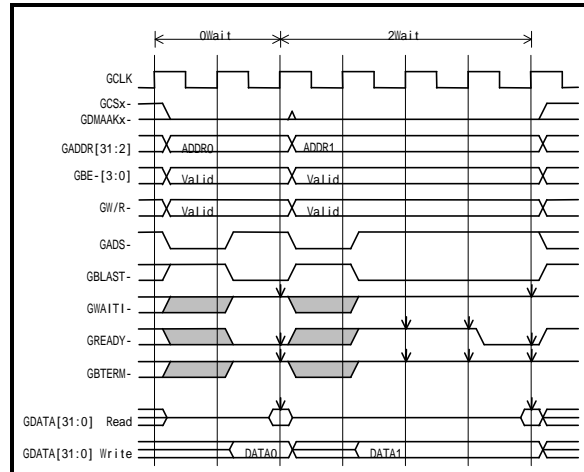 0Wait 2Wait
GCLK
GCSx-
GDMAAKx-
GADDR[31:2] ADDR0 ADDR1
GBE-[3:0] Valid Valid
GW/R- Valid Valid
GADS-
GBLAST-
GWAITI-
GREADY-
GBTERM-
GDATA[31:0] Read
GDATA[31:0] Write DATA0 DATA1